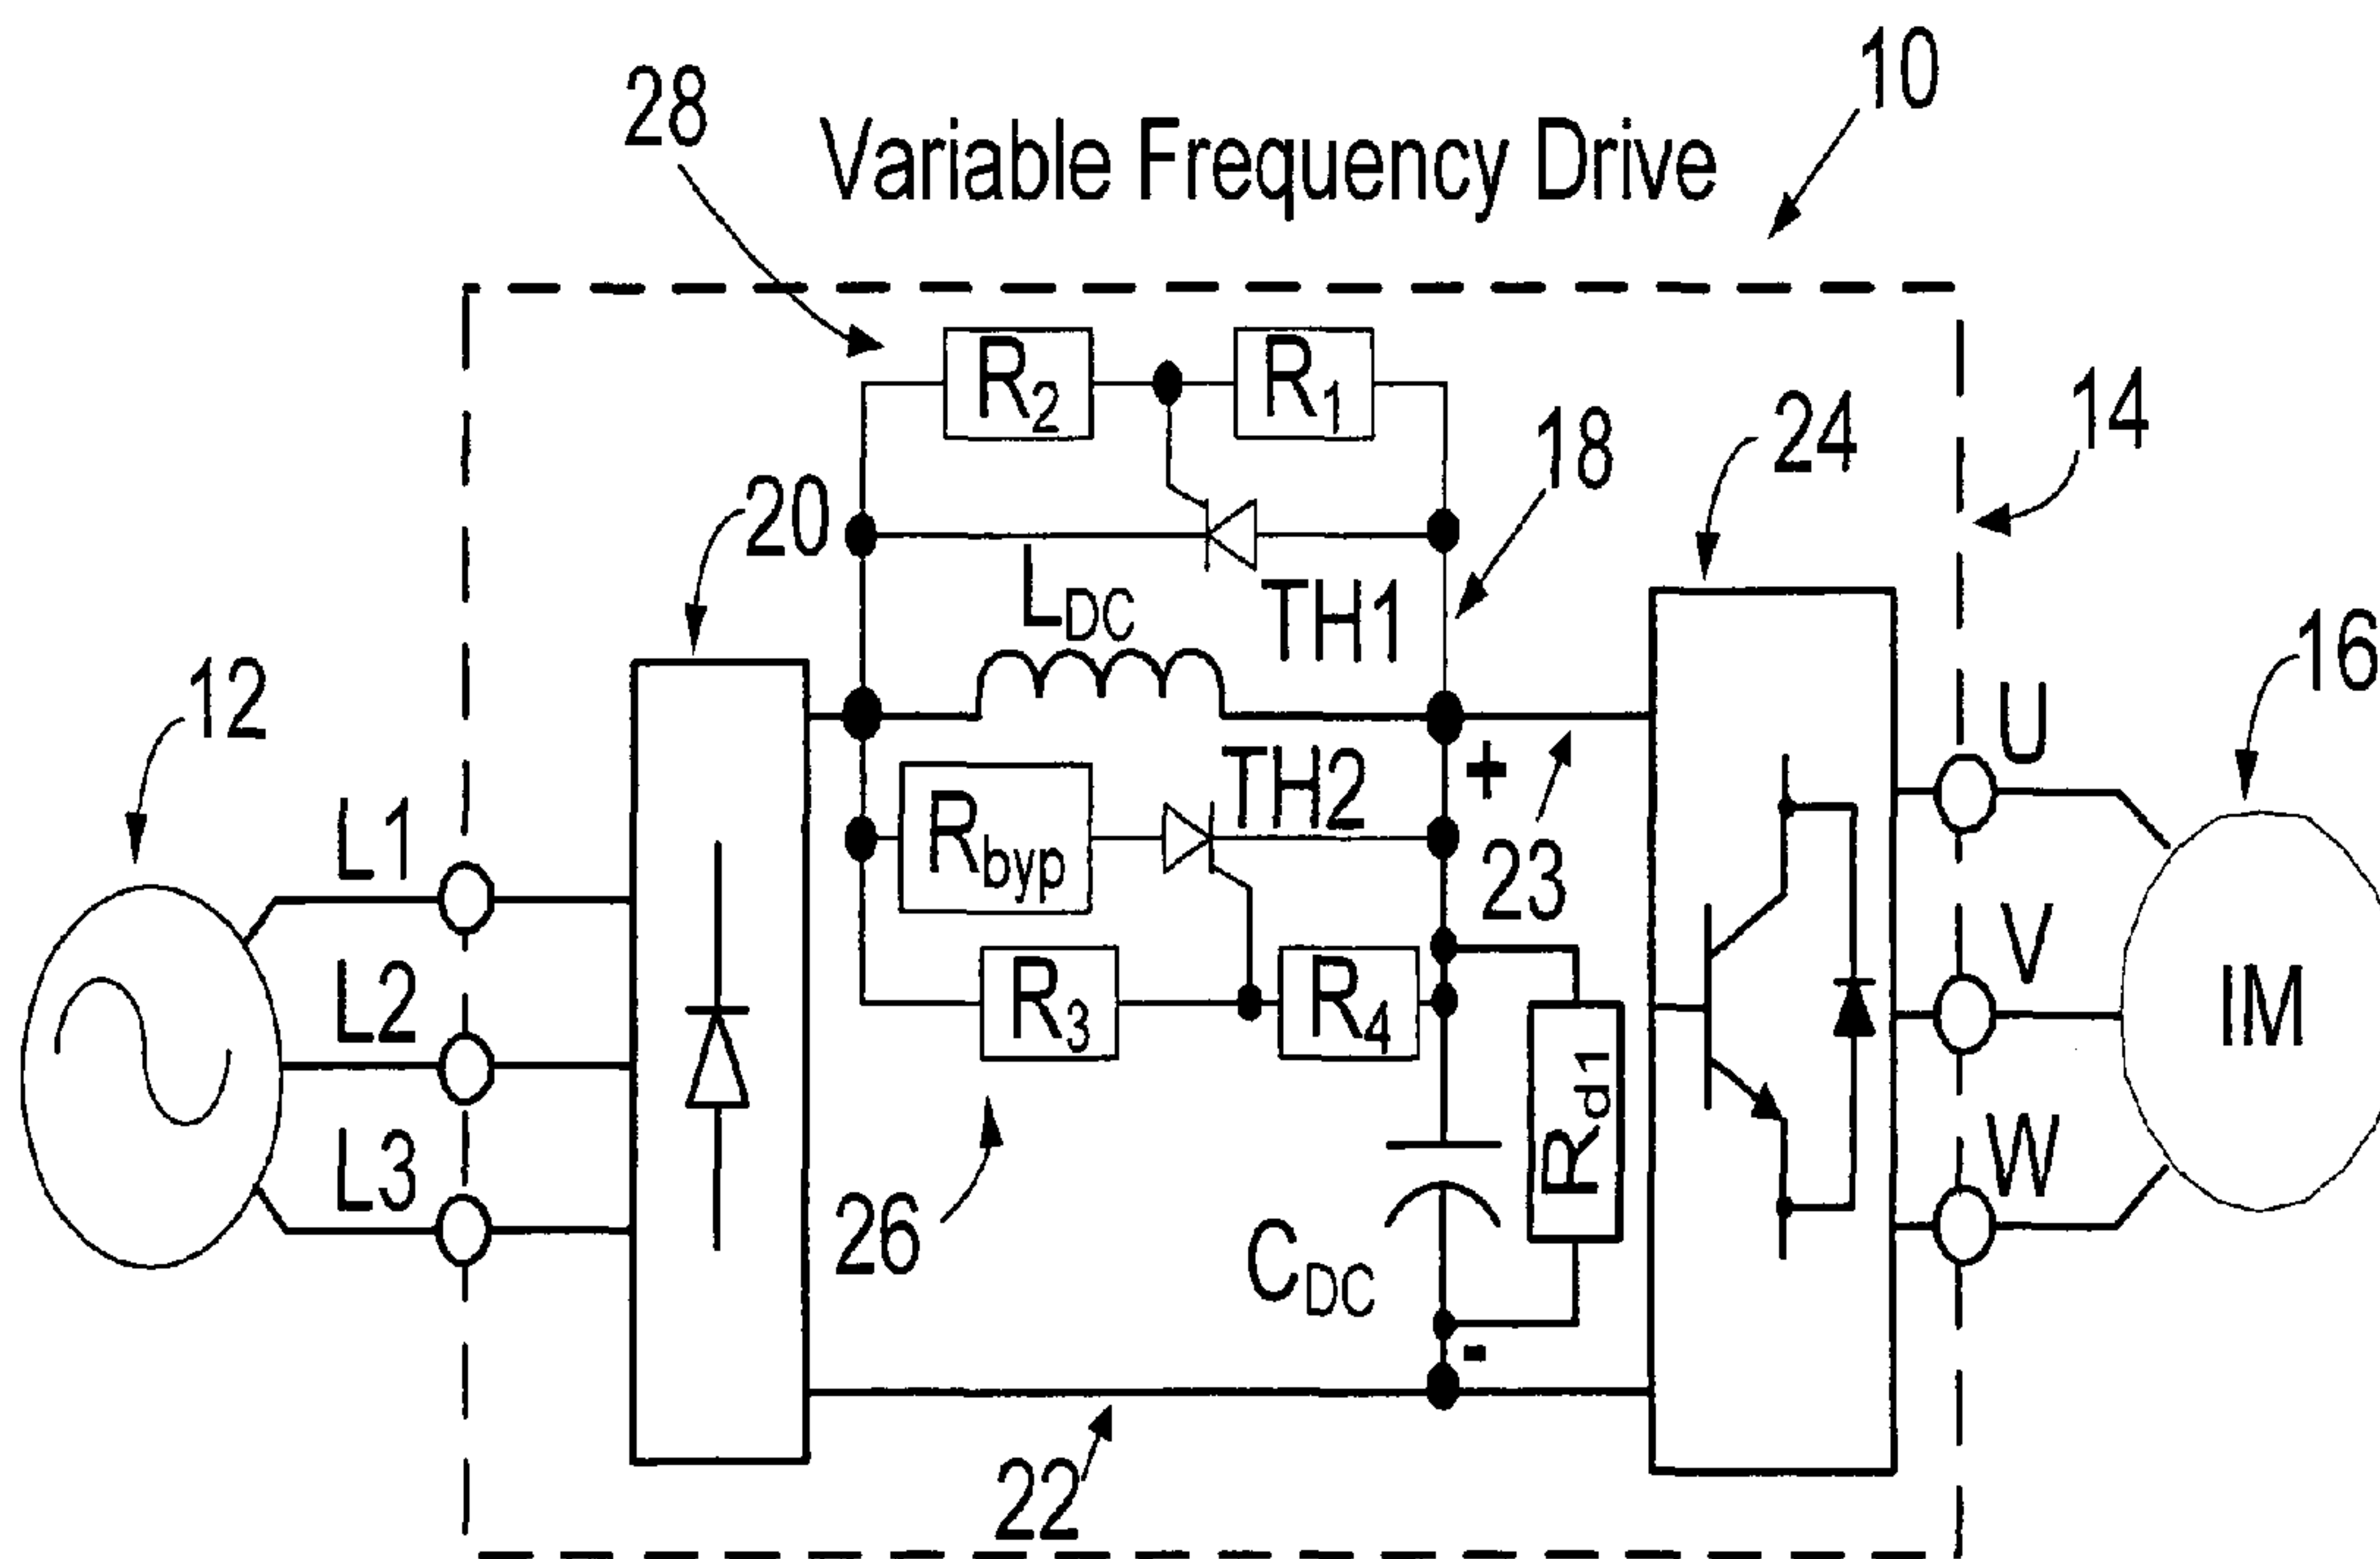 10
28
Variable Frequency Drive
R2
R1
14
24
18
20
LDC
TH1
16
12
U
TH2
+
L1
Rbyp
23
V
L2
R3
R4
IM
Rd1
L3
W
26
CDC
-
22